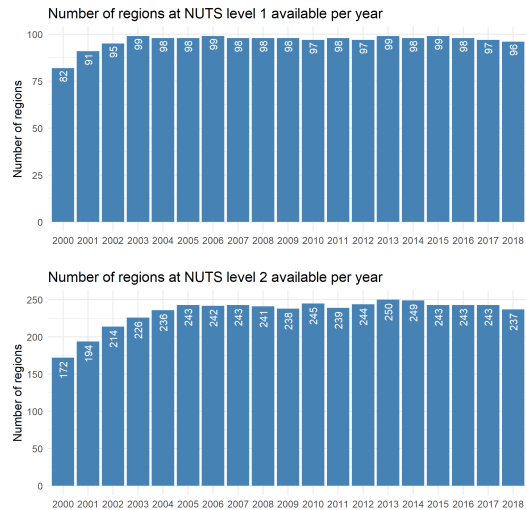 Number of regions at NUTS level 1 available per year
Number of regions
100
75
50
25
0
82 91 95 99 98 98 99 98 98 98 97 98 97 99 98 99 98 97 96
2000 2001 2002 2003 2004 2005 2006 2007 2008 2009 2010 2011 2012 2013 2014 2015 2016 2017 2018
Number of regions at NUTS level 2 available per year
Number of regions
250
200
150
100
50
0
172 194 214 226 236 243 242 243 241 238 245 239 244 250 249 243 243 243 237
2000 2001 2002 2003 2004 2005 2006 2007 2008 2009 2010 2011 2012 2013 2014 2015 2016 2017 2018